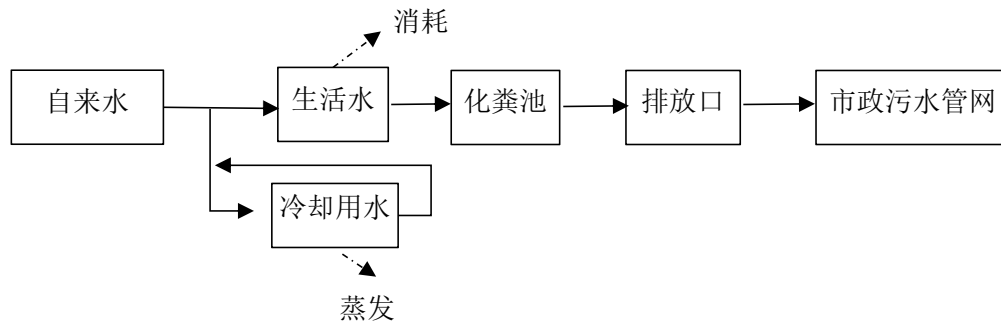 消耗
自来水
生活水
化粪池
排放口
市政污水管网
冷却用水
蒸发